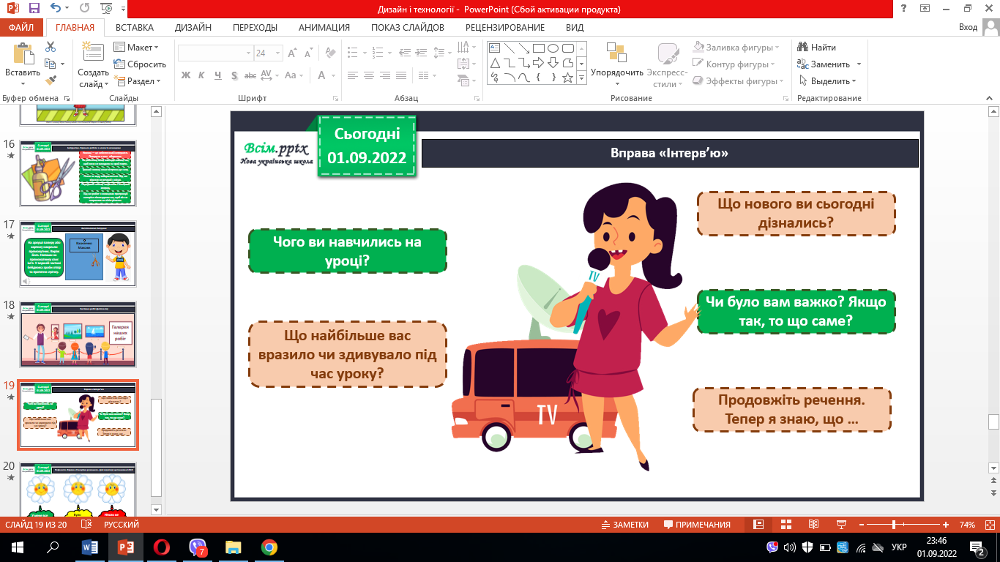 Дизайн і технології - PowerPoint (Сбой активации продукта)
ФАЙЛ ГЛАВНАЯ ВСТАВКА ДИЗАЙН ПЕРЕХОДЫ АНИМАЦИЯ ПОКАЗ СЛАЙДОВ РЕЦЕНЗИРОВАНИЕ ВИД Вход
Вставить
Создать слайд
Макет
Сбросить
Раздел
24
Ж К Ч S abc AV Aa А
Упорядочить
Экспресс-стили
Заливка фигуры
Контур фигуры
Эффекты фигуры
Найти
Заменить
Выделить
Буфер обмена Слайды Шрифт Абзац Рисование Редактирование
16
17
18
Галерея
наших
робіт
19
20
Всім.pptx
Нова українська школа
Сьогодні
01.09.2022
Вправа «Інтерв’ю»
Чого ви навчились на
уроці?
Що найбільше вас
вразило чи здивувало під
час уроку?
TV
TV
Що нового ви сьогодні
дізнались?
Чи було вам важко? Якщо
так, то що саме?
Продовжіть речення.
Тепер я знаю, що ...
СЛАЙД 19 ИЗ 20 РУССКИЙ ЗАМЕТКИ ПРИМЕЧАНИЯ 74%
7
УКР
23:46
01.09.2022
2